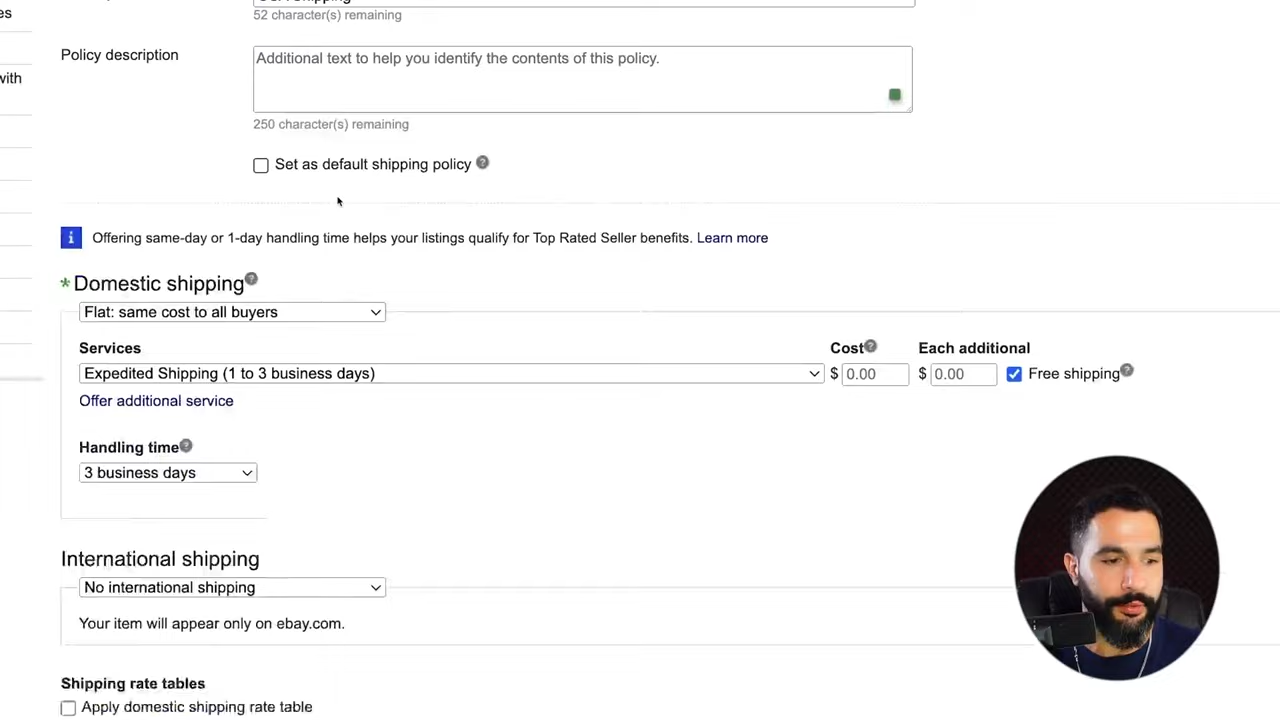 es
52 character(s) remaining
Policy description
Additional text to help you identify the contents of this policy.
with
250 character(s) remaining
Set as default shipping policy
Offering same-day or 1-day handling time helps your listings qualify for Top Rated Seller benefits. Learn more
* Domestic shipping
Flat: same cost to all buyers
Services Cost Each additional
Expedited Shipping (1 to 3 business days) $ 0.00 $ 0.00 Free shipping
Offer additional service
Handling time
3 business days
International shipping
No international shipping
Your item will appear only on ebay.com.
Shipping rate tables
Apply domestic shipping rate table